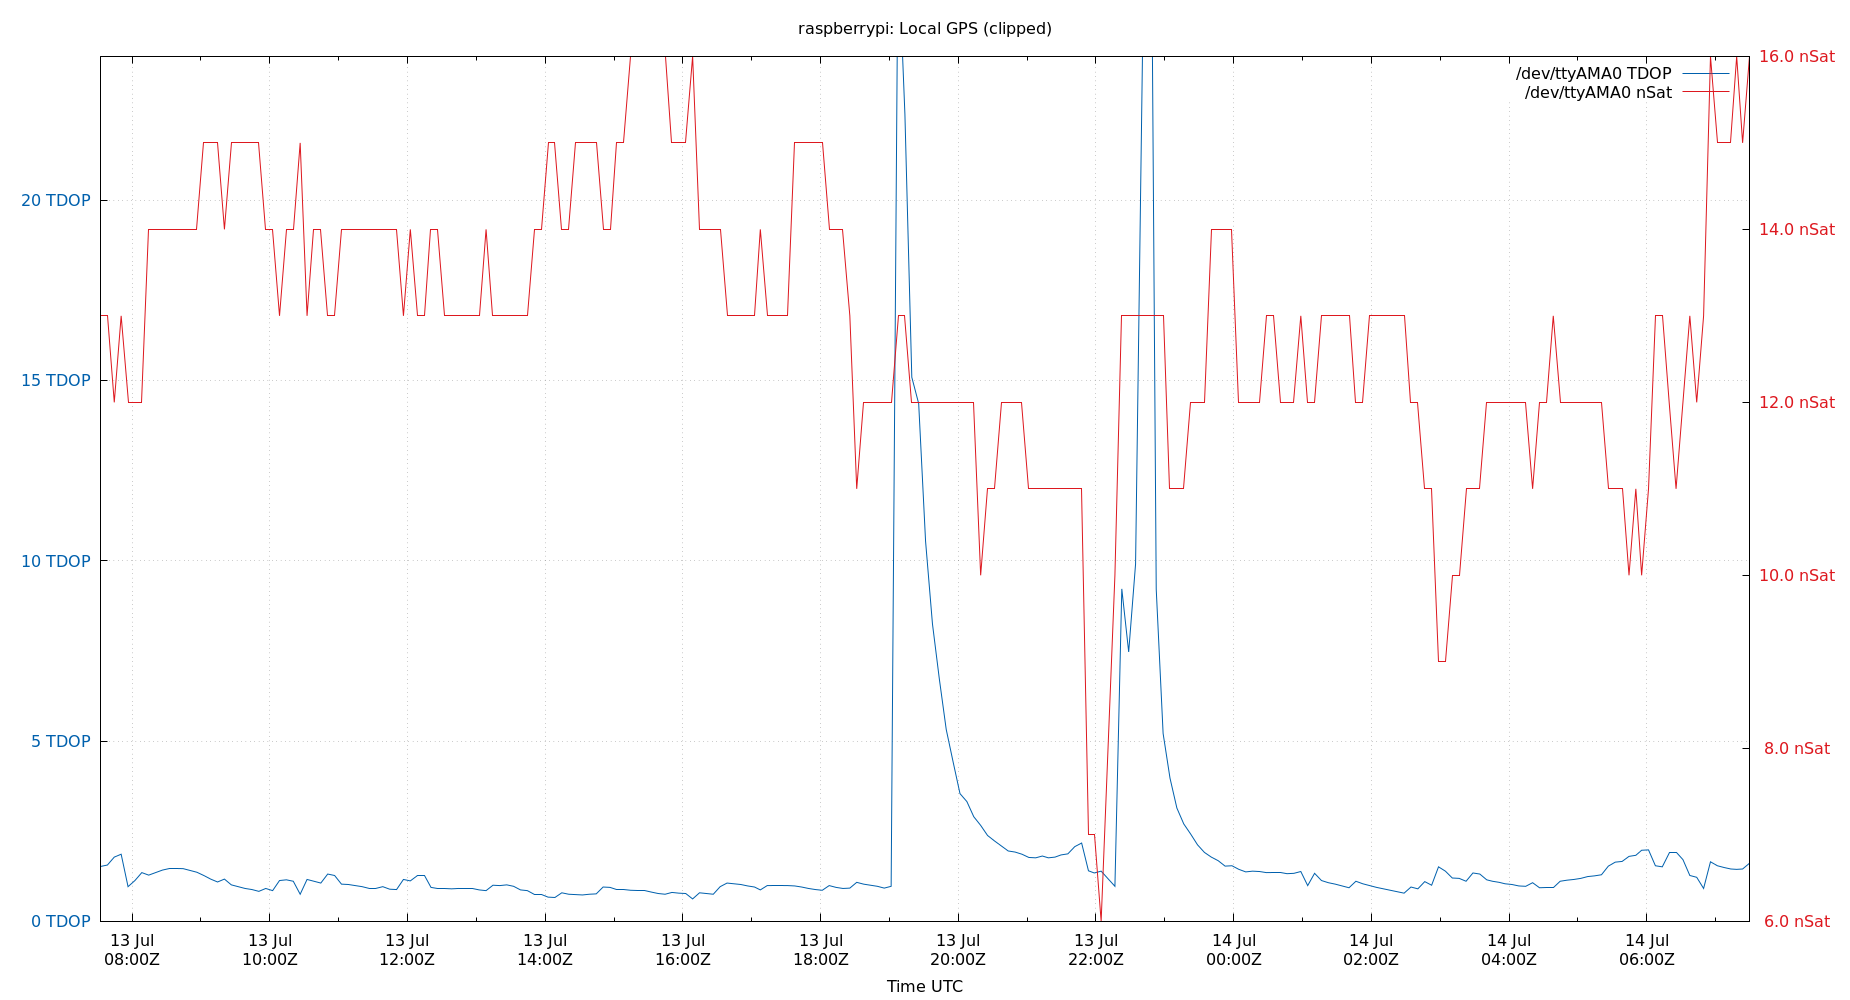 raspberrypi: Local GPS (clipped)
16.0 nSat
/dev/ttyAMA0 TDOP
/dev/ttyAMA0 nSat
20 TDOP
14.0 nSat
15 TDOP
12.0 nSat
10 TDOP
10.0 nSat
5 TDOP
8.0 nSat
0 TDOP
6.0 nSat
13 Jul 13 Jul 13 Jul 13 Jul 13 Jul 13 Jul 13 Jul 13 Jul 14 Jul 14 Jul 14 Jul 14 Jul
08:00Z 10:00Z 12:00Z 14:00Z 16:00Z 18:00Z 20:00Z 22:00Z 00:00Z 02:00Z 04:00Z 06:00Z
Time UTC